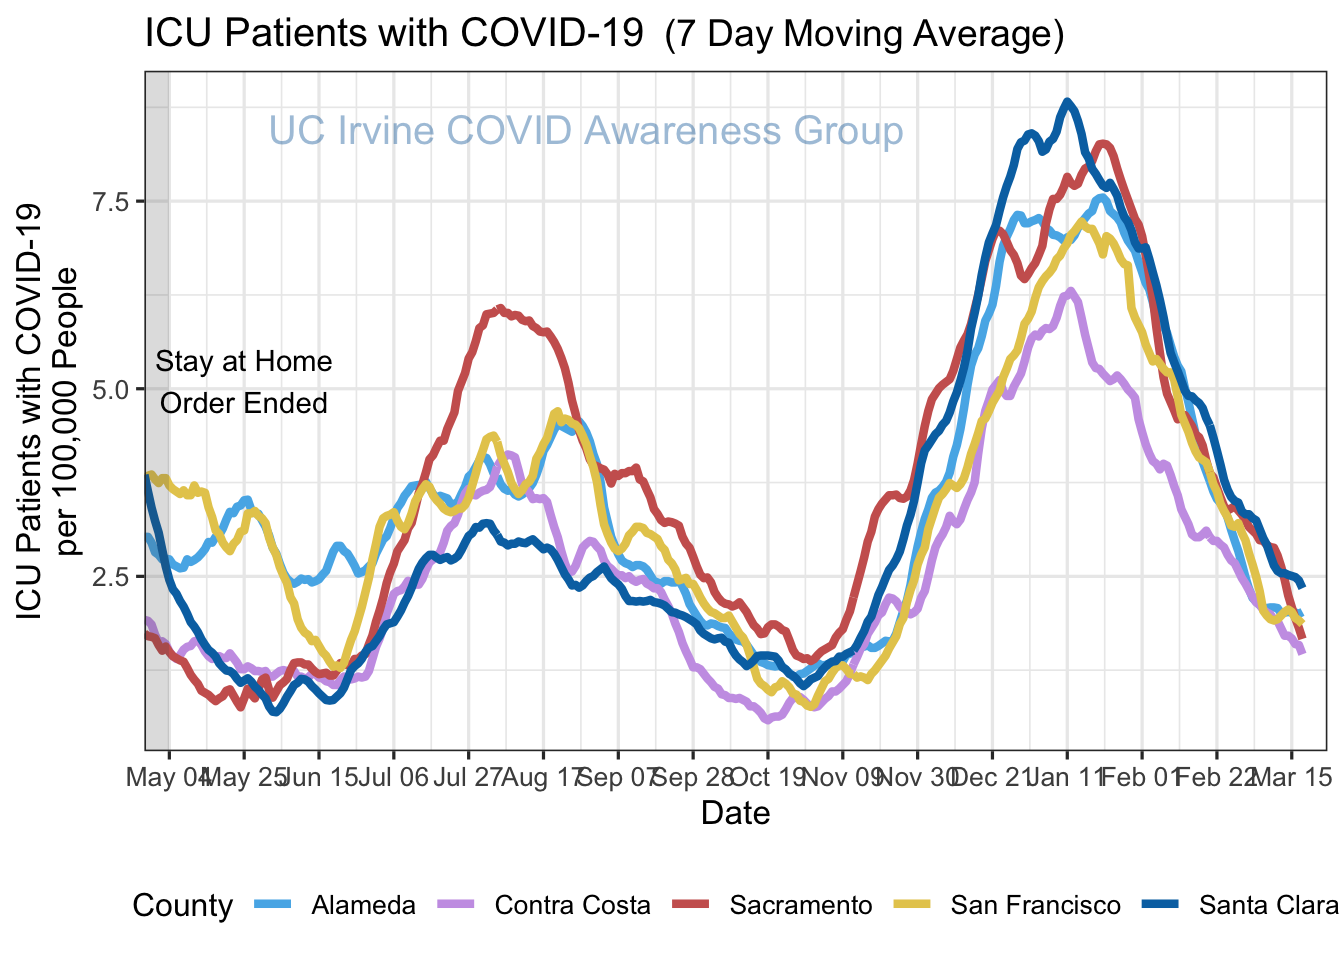 ICU Patients with COVID-19 (7 Day Moving Average)
UC Irvine COVID Awareness Group
ICU Patients with COVID-19
per 100,000 People
7.5
5.0
2.5
Stay at Home
Order Ended
May 04 May 25 Jun 15 Jul 06 Jul 27 Aug 17 Sep 07 Sep 28 Oct 19 Nov 09 Nov 30 Dec 21 Jan 11 Feb 01 Feb 22 Mar 15
Date
County Alameda Contra Costa Sacramento San Francisco Santa Clara